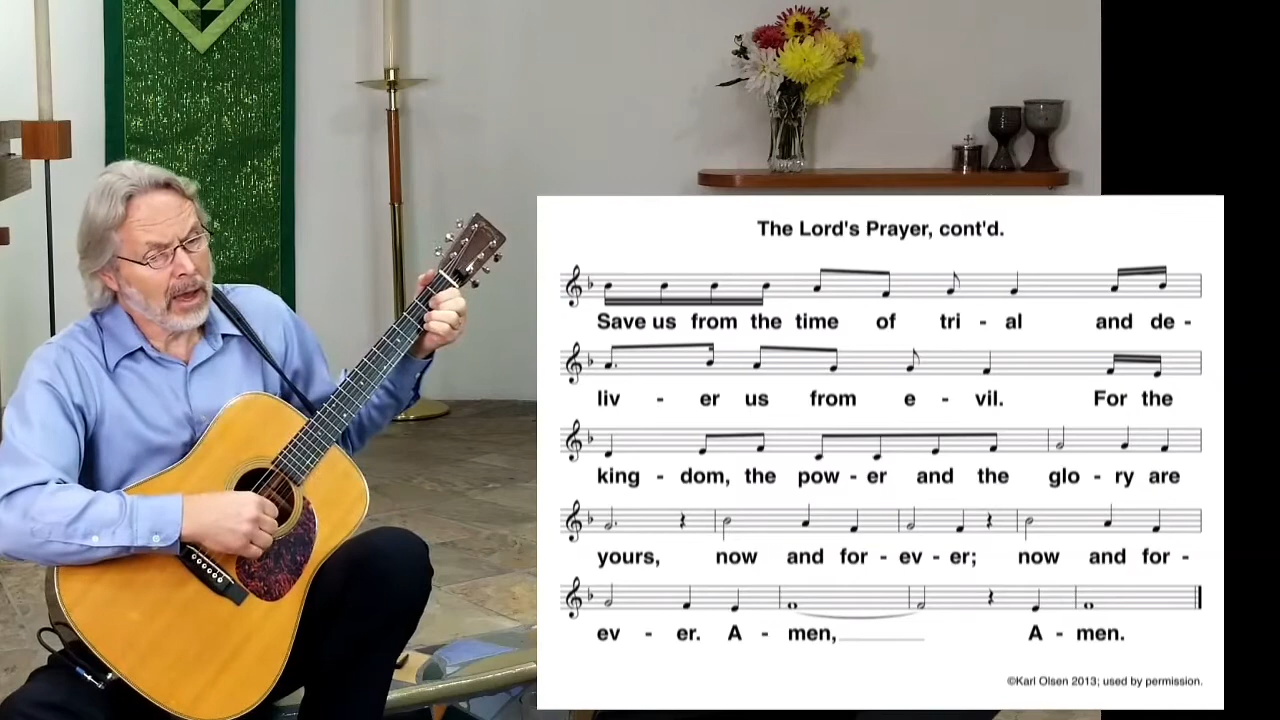 The Lord's Prayer, cont'd.
Save us from the time of tri - al and de -
liv - er us from e - vil. For the
king - dom, the pow - er and the glo - ry are
yours, now and for - ev - er; now and for -
ev - er. A - men, A - men.
©Karl Olsen 2013; used by permission.